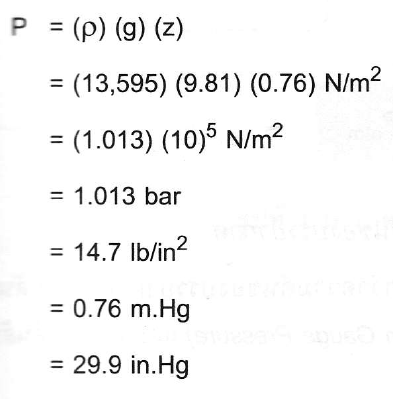 P = (ρ) (g) (z)
= (13,595) (9.81) (0.76) N/m²
= (1.013) (10)⁵ N/m²
= 1.013 bar
= 14.7 lb/in²
= 0.76 m.Hg
= 29.9 in.Hg